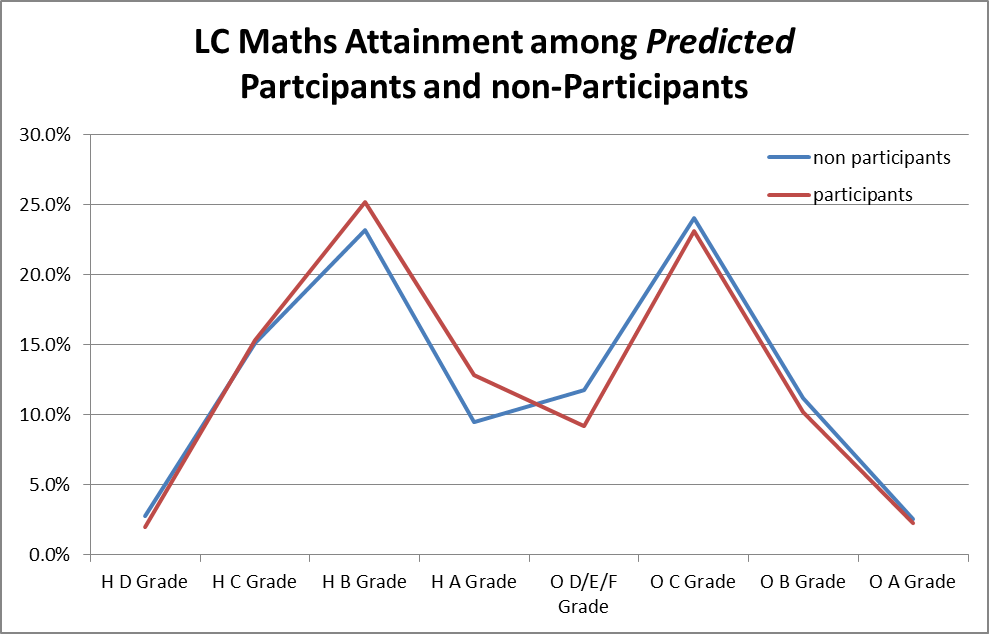 LC Maths Attainment among Predicted
Partcipants and non-Participants
30.0%
25.0%
20.0%
15.0%
10.0%
5.0%
0.0%
non participants
participants
H D Grade
H C Grade
H B Grade
H A Grade
O D/E/F
Grade
O C Grade
O B Grade
O A Grade